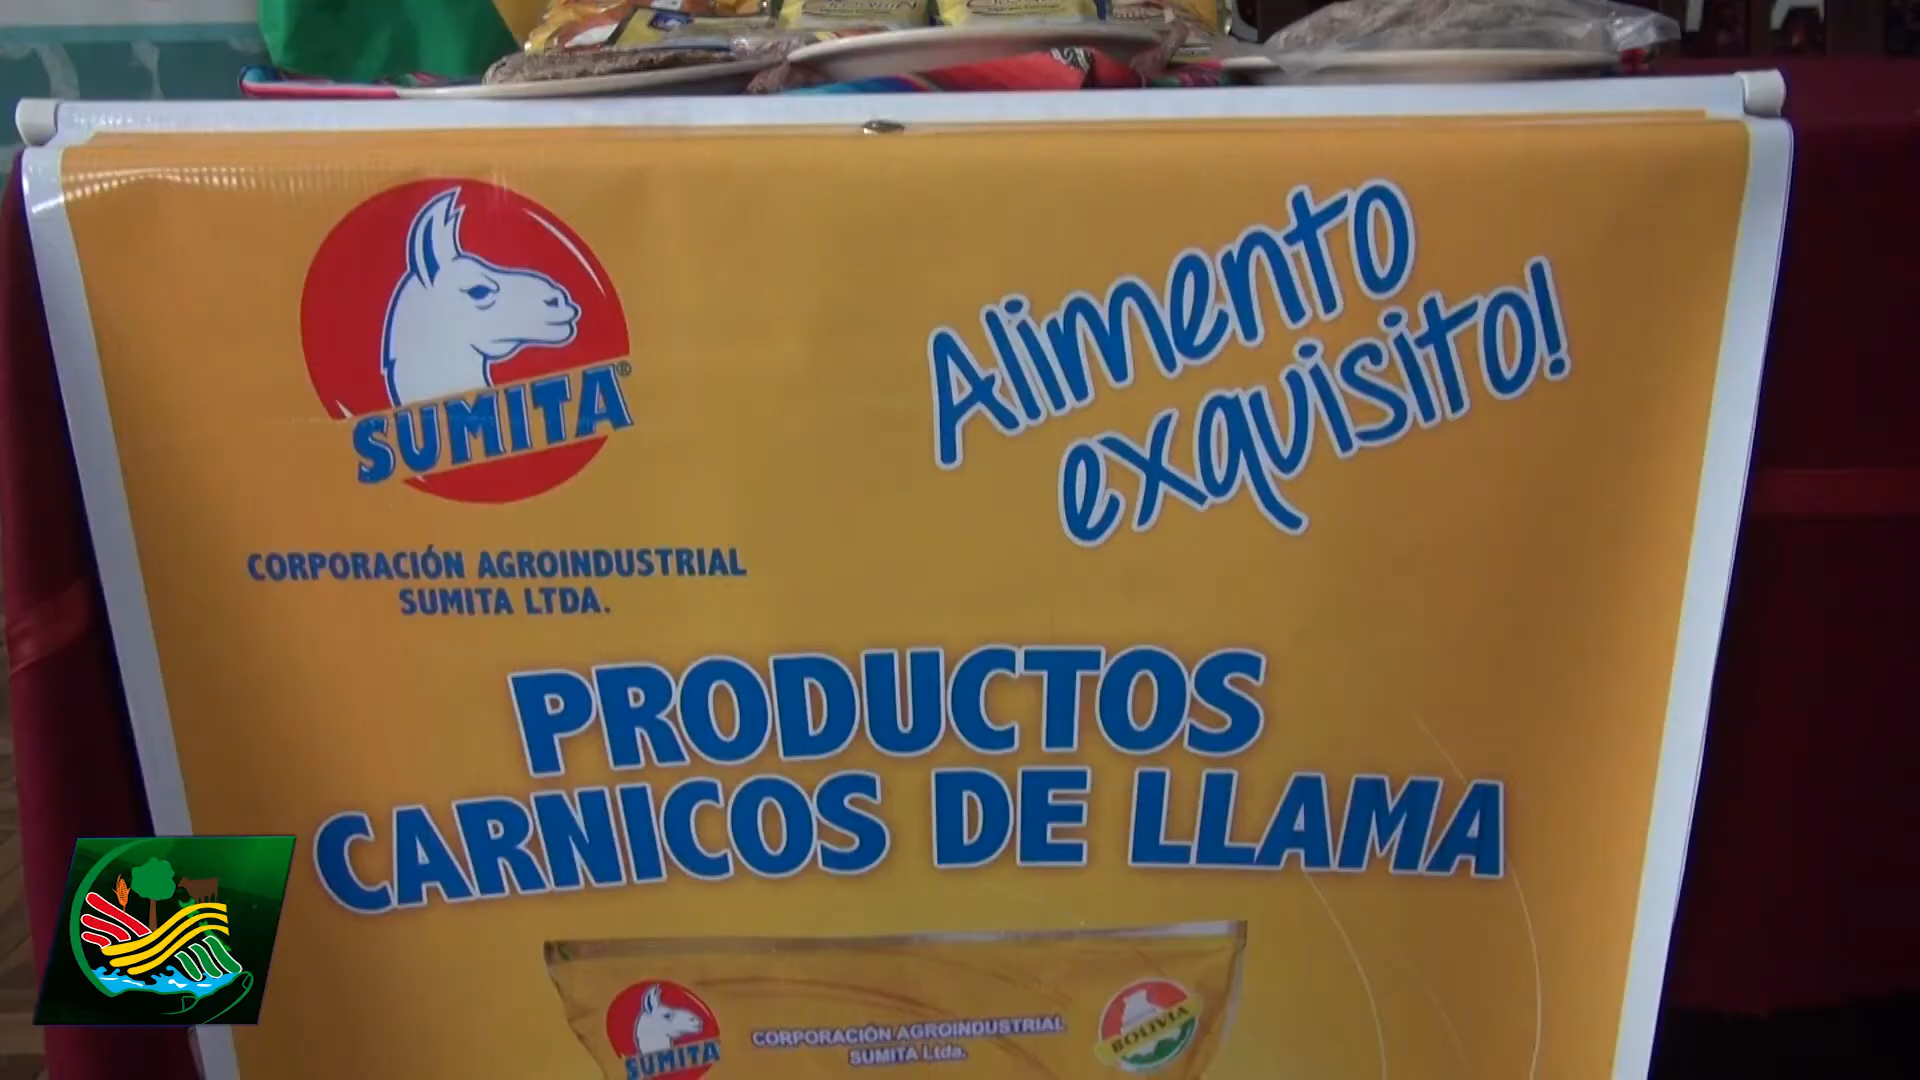 SUMITA®
CORPORACIÓN AGROINDUSTRIAL
SUMITA LTDA.
Alimento
exquisito!
PRODUCTOS
CARNICOS DE LLAMA
SUMITA
CORPORACIÓN AGROINDUSTRIAL
SUMITA Ltda.
BOLIVIA